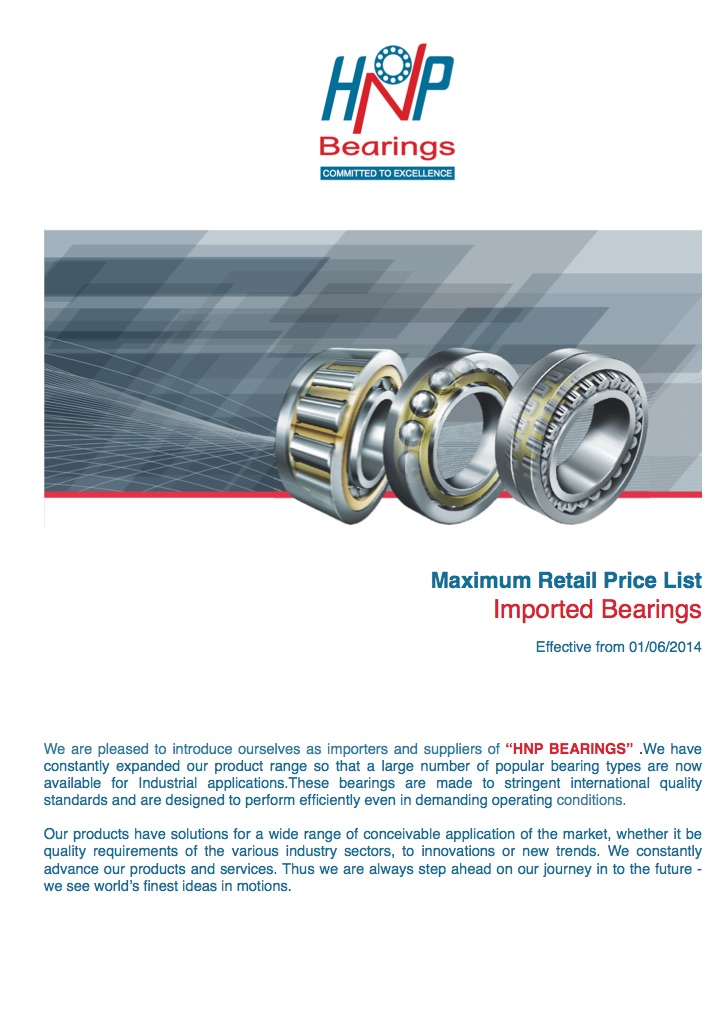 HNP
Bearings
COMMITTED TO EXCELLENCE
Maximum Retail Price List
Imported Bearings
Effective from 01/06/2014
We are pleased to introduce ourselves as importers and suppliers of “HNP BEARINGS” .We have
constantly expanded our product range so that a large number of popular bearing types are now
available for Industrial applications.These bearings are made to stringent international quality
standards and are designed to perform efficiently even in demanding operating conditions.
Our products have solutions for a wide range of conceivable application of the market, whether it be
quality requirements of the various industry sectors, to innovations or new trends. We constantly
advance our products and services. Thus we are always step ahead on our journey in to the future -
we see world’s finest ideas in motions.